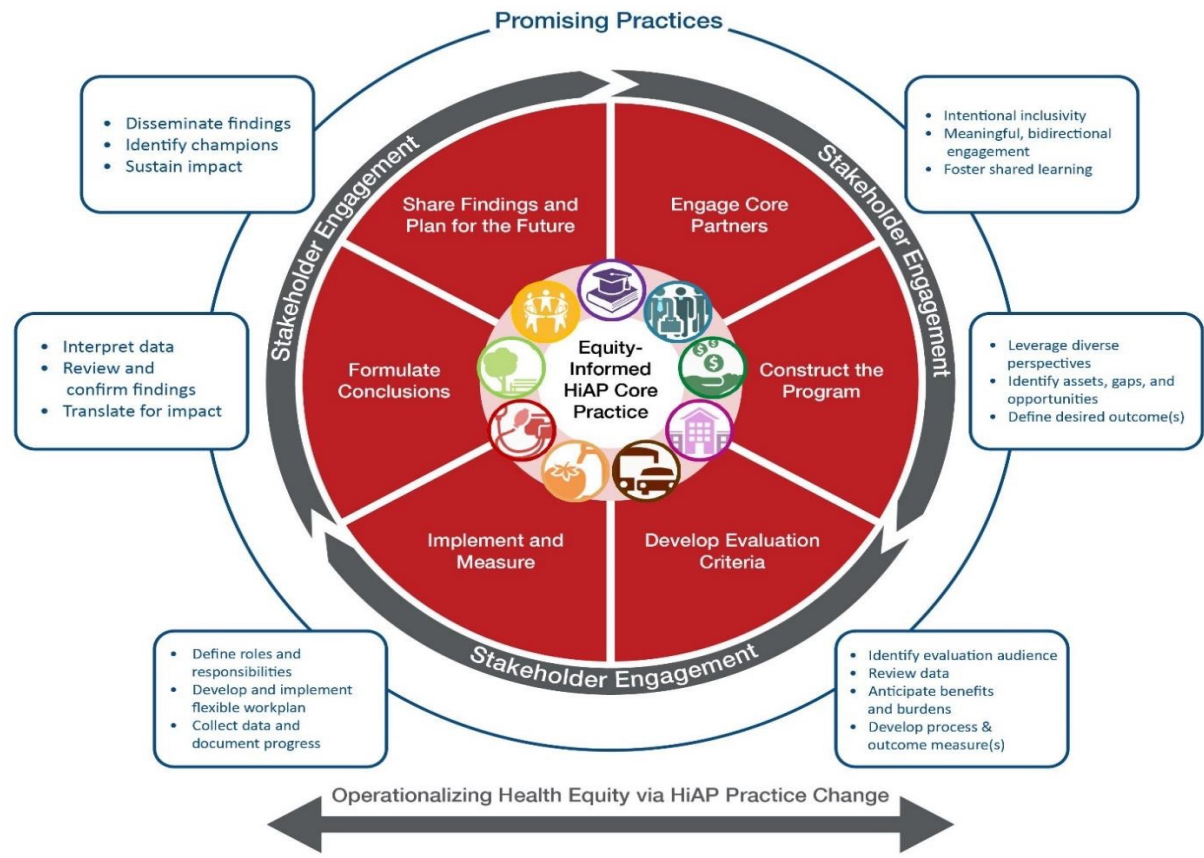 Promising Practices
• Disseminate findings
• Identify champions
• Sustain impact
• Intentional inclusivity
• Meaningful, bidirectional
engagement
• Foster shared learning
Stakeholder Engagement
Stakeholder Engagement
Share Findings and
Plan for the Future
Engage Core
Partners
• Interpret data
• Review and
confirm findings
• Translate for impact
Formulate
Conclusions
Equity-
Informed
HiAP Core
Practice
Construct the
Program
• Leverage diverse
perspectives
• Identify assets, gaps, and
opportunities
• Define desired outcome(s)
Implement and
Measure
Develop Evaluation
Criteria
Stakeholder Engagement
• Define roles and
responsibilities
• Develop and implement
flexible workplan
• Collect data and
document progress
• Identify evaluation audience
• Review data
• Anticipate benefits
and burdens
• Develop process &
outcome measure(s)
Operationalizing Health Equity via HiAP Practice Change